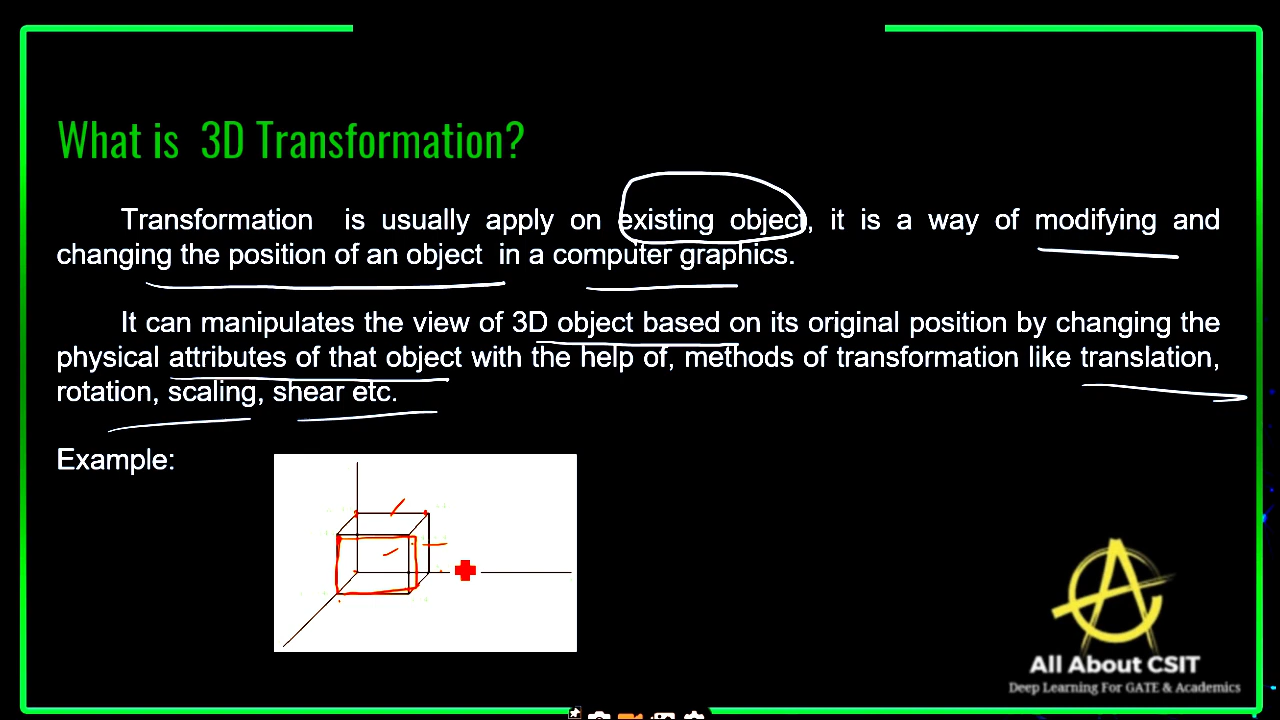 What is 3D Transformation?
Transformation is usually apply on existing object, it is a way of modifying and
changing the position of an object in a computer graphics.
It can manipulates the view of 3D object based on its original position by changing the
physical attributes of that object with the help of, methods of transformation like translation,
rotation, scaling, shear etc.
Example:
All About CSIT
Deep Learning For GATE & Academics